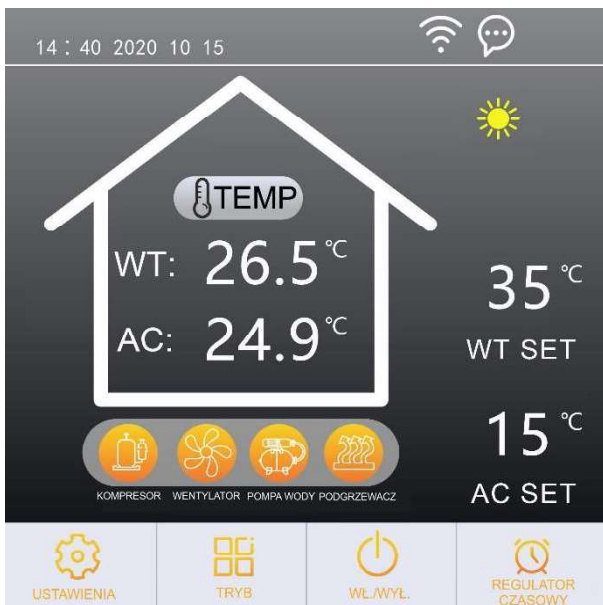 14 : 40 2020 10 15
TEMP
WT: 26.5°C
AC: 24.9°C
35°C
WT SET
15°C
AC SET
KOMPRESOR WENTYLATOR POMPA WODY PODGRZEWACZ
USTAWIENIA
TRYB
WŁ./WYŁ.
REGULATOR
CZASOWY